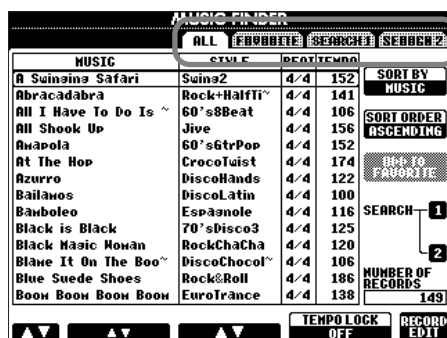 MUSIC FINDER
ALL FAVORITE SEARCH1 SEARCH2
MUSIC STYLE BEAT TEMPO
A Swinging Safari Swing2 4/4 152
Abracadabra Rock+HalfTi~ 4/4 141
All I Have To Do Is ~ 60's8Beat 4/4 106
All Shook Up Jive 4/4 156
Amapola 60'sGtrPop 4/4 152
At The Hop CrocoTwist 4/4 174
Azurro DiscoHands 4/4 122
Bailamos DiscoLatin 4/4 100
Bamboleo Espagnole 4/4 116
Black is Black 70'sDisco3 4/4 125
Black Magic Woman RockChaCha 4/4 120
Blame It On The Boo~ DiscoChocol~ 4/4 106
Blue Suede Shoes Rock&Roll 4/4 186
Boom Boom Boom Boom EuroTrance 4/4 138
SORT BY
MUSIC
SORT ORDER
ASCENDING
ADD TO
FAVORITE
SEARCH 1
2
NUMBER OF
RECORDS
149
TEMPO LOCK
OFF
RECORD
EDIT